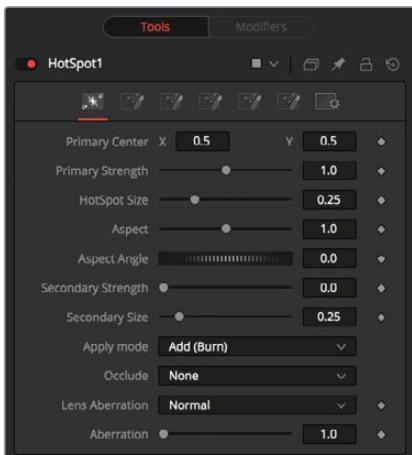 Tools Modifiers
HotSpot1
Primary Center X 0.5 Y 0.5
Primary Strength 1.0
HotSpot Size 0.25
Aspect 1.0
Aspect Angle 0.0
Secondary Strength 0.0
Secondary Size 0.25
Apply mode Add (Burn)
Occlude None
Lens Aberration Normal
Aberration 1.0